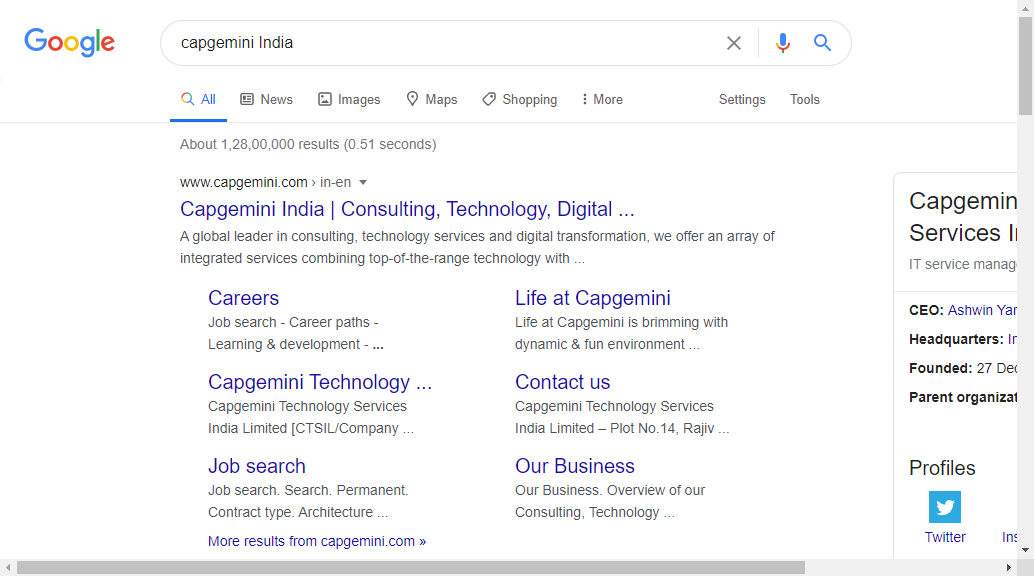 Google
capgemini India
All News Images Maps Shopping More Settings Tools
About 1,28,00,000 results (0.51 seconds)
www.capgemini.com › in-en
Capgemini India | Consulting, Technology, Digital ...
A global leader in consulting, technology services and digital transformation, we offer an array of
integrated services combining top-of-the-range technology with ...
Careers
Job search - Career paths -
Learning & development - ...
Life at Capgemini
Life at Capgemini is brimming with
dynamic & fun environment ...
Capgemini Technology ...
Capgemini Technology Services
India Limited [CTSIL/Company ...
Contact us
Capgemini Technology Services
India Limited – Plot No.14, Rajiv ...
Job search
Job search. Search. Permanent.
Contract type. Architecture ...
Our Business
Our Business. Overview of our
Consulting, Technology ...
More results from capgemini.com »
Capgemin
Services
IT service manag
CEO: Ashwin Yar
Headquarters:
Founded: 27 Dec
Parent organizat
Profiles
Twitter